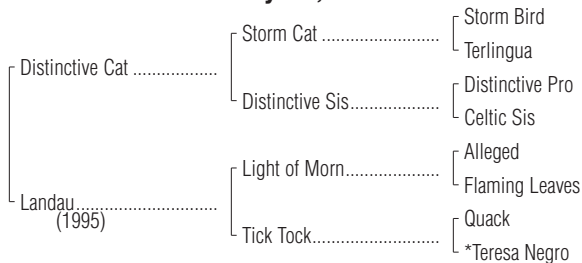 Storm Bird
Storm Cat ........................
Terlingua
Distinctive Cat .................
Distinctive Pro
Distinctive Sis..................
Celtic Sis
Alleged
Light of Morn...................
Flaming Leaves
Landau...........................
(1995)
Quack
Tick Tock.........................
*Teresa Negro